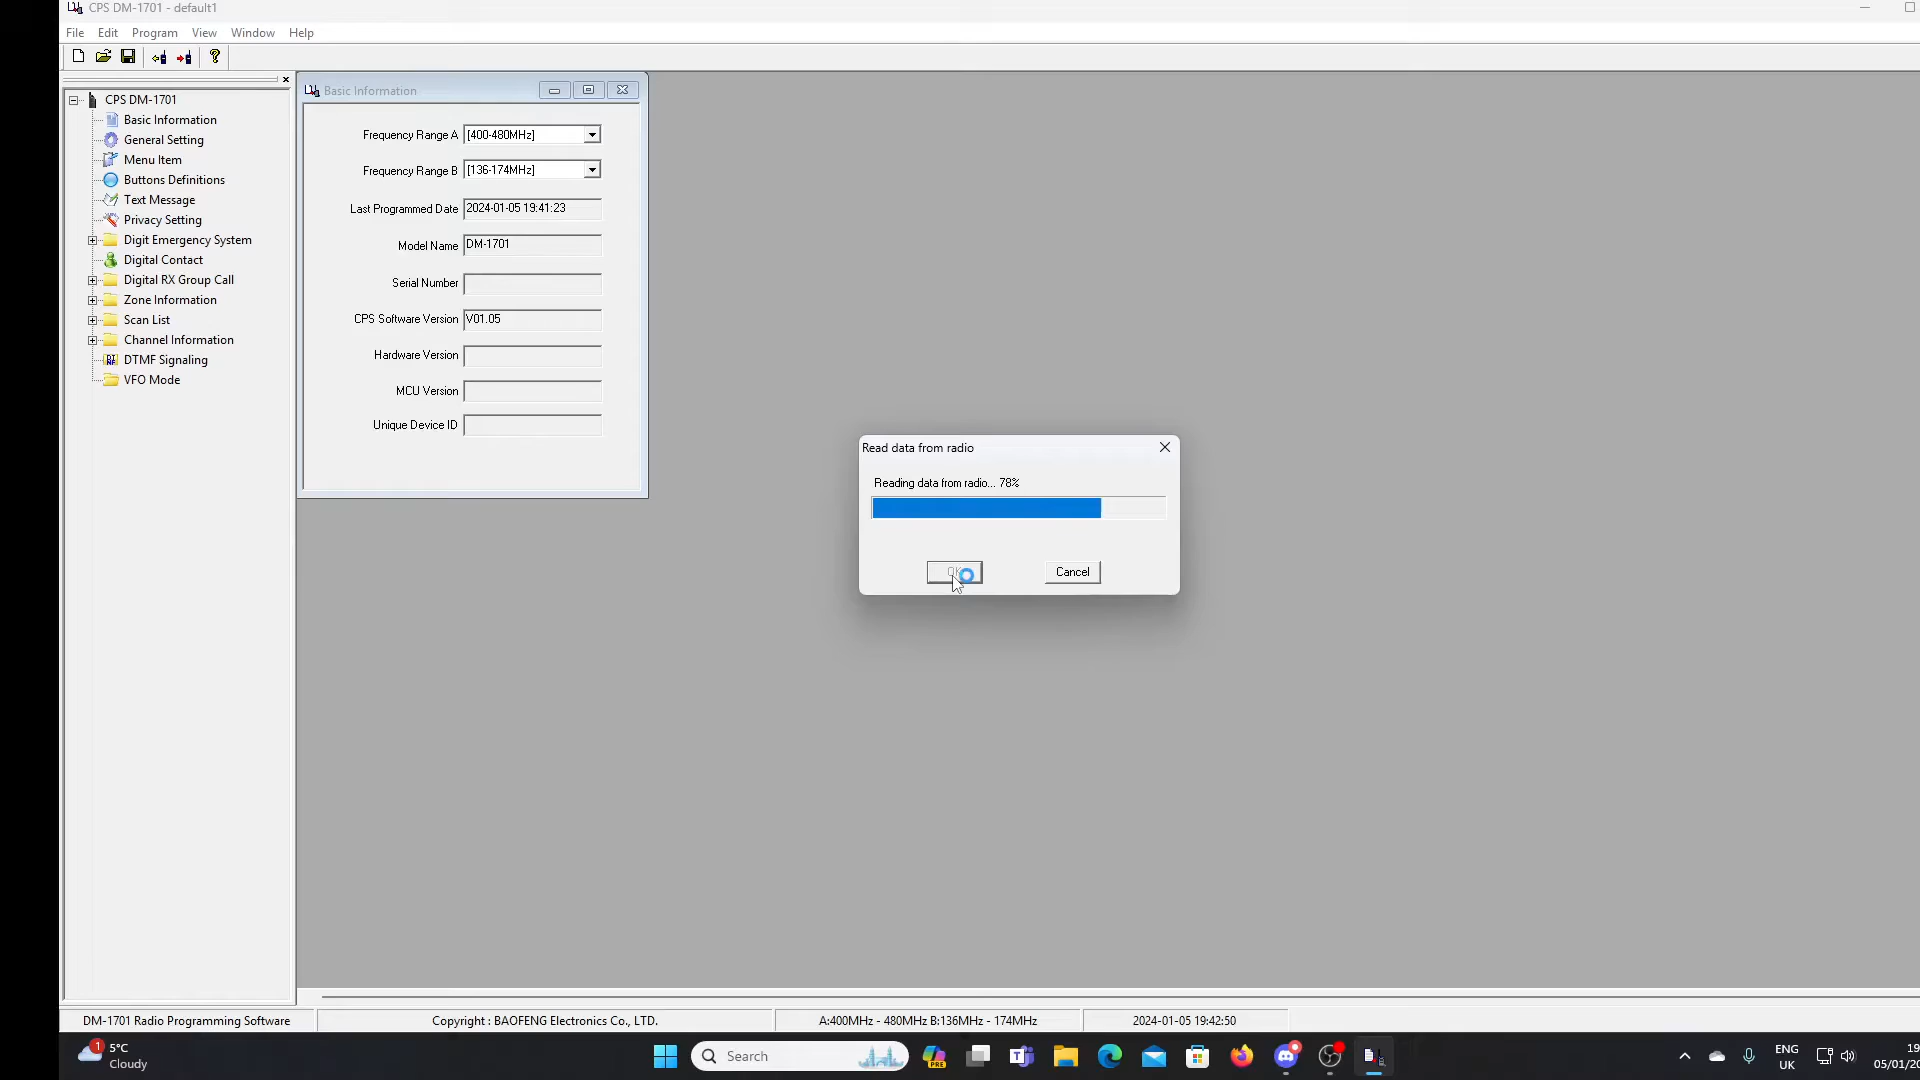 CPS DM-1701 - default1
File Edit Program View Window Help
CPS DM-1701
Basic Information
General Setting
Menu Item
Buttons Definitions
Text Message
Privacy Setting
Digit Emergency System
Digital Contact
Digital RX Group Call
Zone Information
Scan List
Channel Information
DTMF Signaling
VFO Mode
Basic Information
Frequency Range A [400-480MHz]
Frequency Range B [136-174MHz]
Last Programmed Date 2024-01-05 19:41:23
Model Name DM-1701
Serial Number
CPS Software Version V01.05
Hardware Version
MCU Version
Unique Device ID
Read data from radio
Reading data from radio... 78%
Cancel
DM-1701 Radio Programming Software Copyright : BAOFENG Electronics Co., LTD. A:400MHz - 480MHz B:136MHz - 174MHz 2024-01-05 19:42:50
1 5°C
Cloudy
Search
PRE
ENG
UK
19
05/01/20